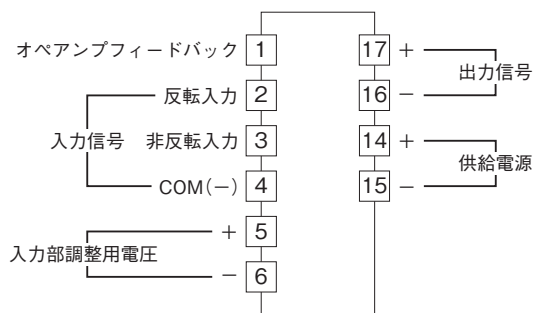 オペアンプフィードバック 1
反転入力 2
入力信号
非反転入力 3
COM(−) 4
+ 5
入力部調整用電圧
− 6
17 +
出力信号
16 −
14 +
供給電源
15 −